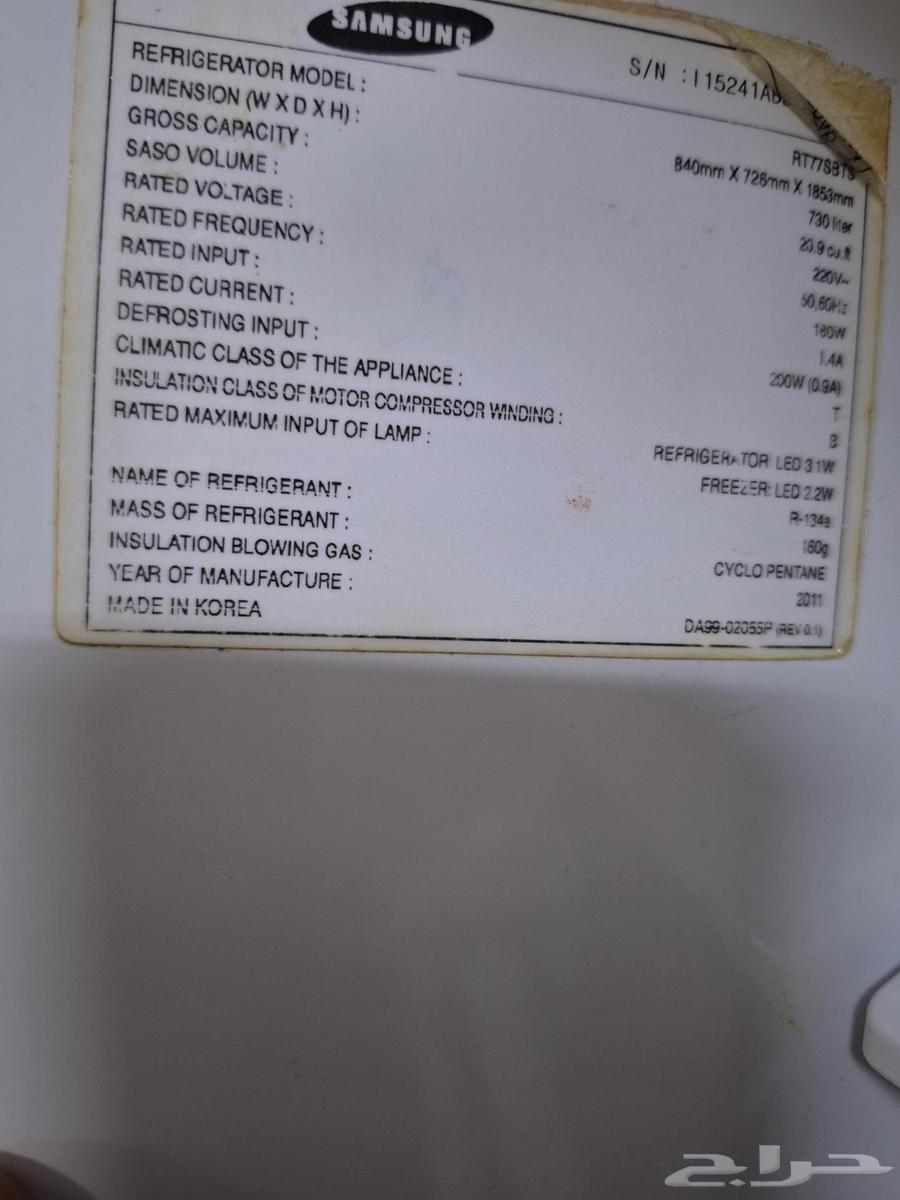 SAMSUNG
S/N :I15241AB
REFRIGERATOR MODEL : RT77SBTS
DIMENSION (W X D X H) : 840mm X 726mm X 1853mm
GROSS CAPACITY : 730 liter
SASO VOLUME : 20.9 cu.ft
RATED VOLTAGE : 220V~
RATED FREQUENCY : 50,60Hz
RATED INPUT : 160W
RATED CURRENT : 1.4A
DEFROSTING INPUT : 200W (0.9A)
CLIMATIC CLASS OF THE APPLIANCE : T
INSULATION CLASS OF MOTOR COMPRESSOR WINDING : B
RATED MAXIMUM INPUT OF LAMP : REFRIGERATOR: LED 3.1W
FREEZER: LED 2.2W
NAME OF REFRIGERANT : R-134a
MASS OF REFRIGERANT : 160g
INSULATION BLOWING GAS : CYCLO PENTANE
YEAR OF MANUFACTURE : 2011
MADE IN KOREA DA99-02055P (REV 0.1)
حراج